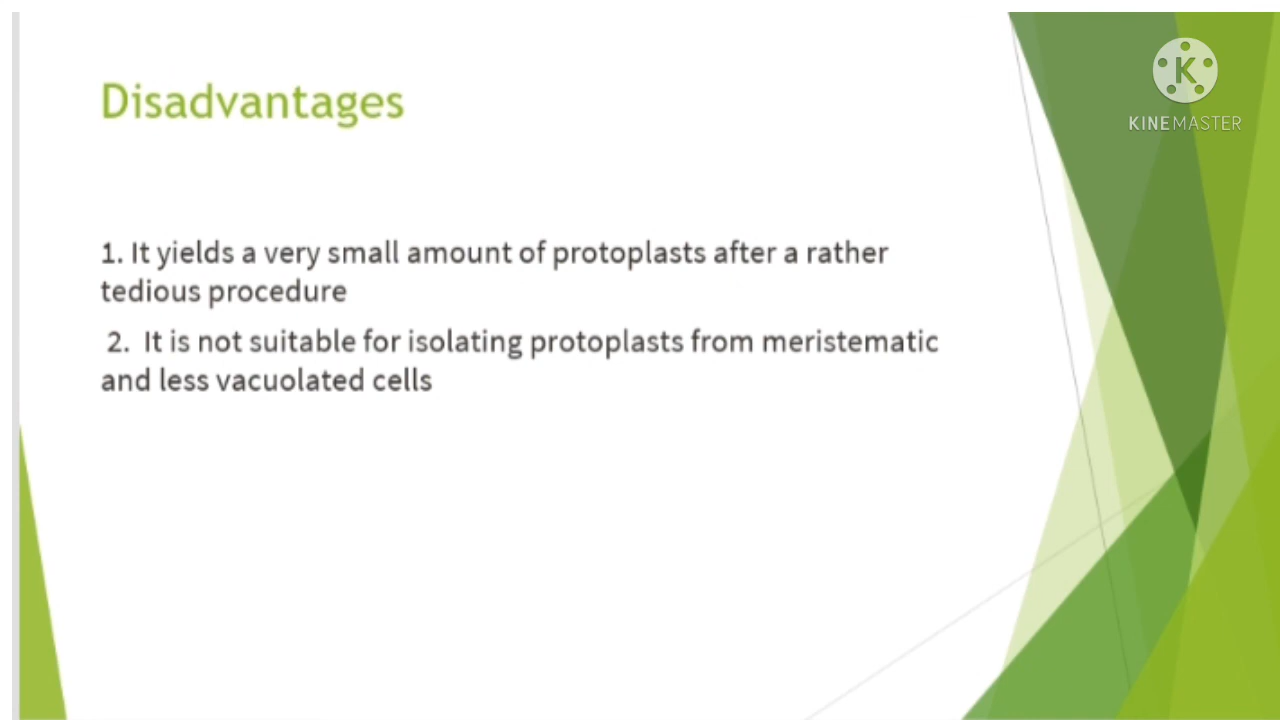 K
KINEMASTER
Disadvantages
1. It yields a very small amount of protoplasts after a rather
tedious procedure
2. It is not suitable for isolating protoplasts from meristematic
and less vacuolated cells